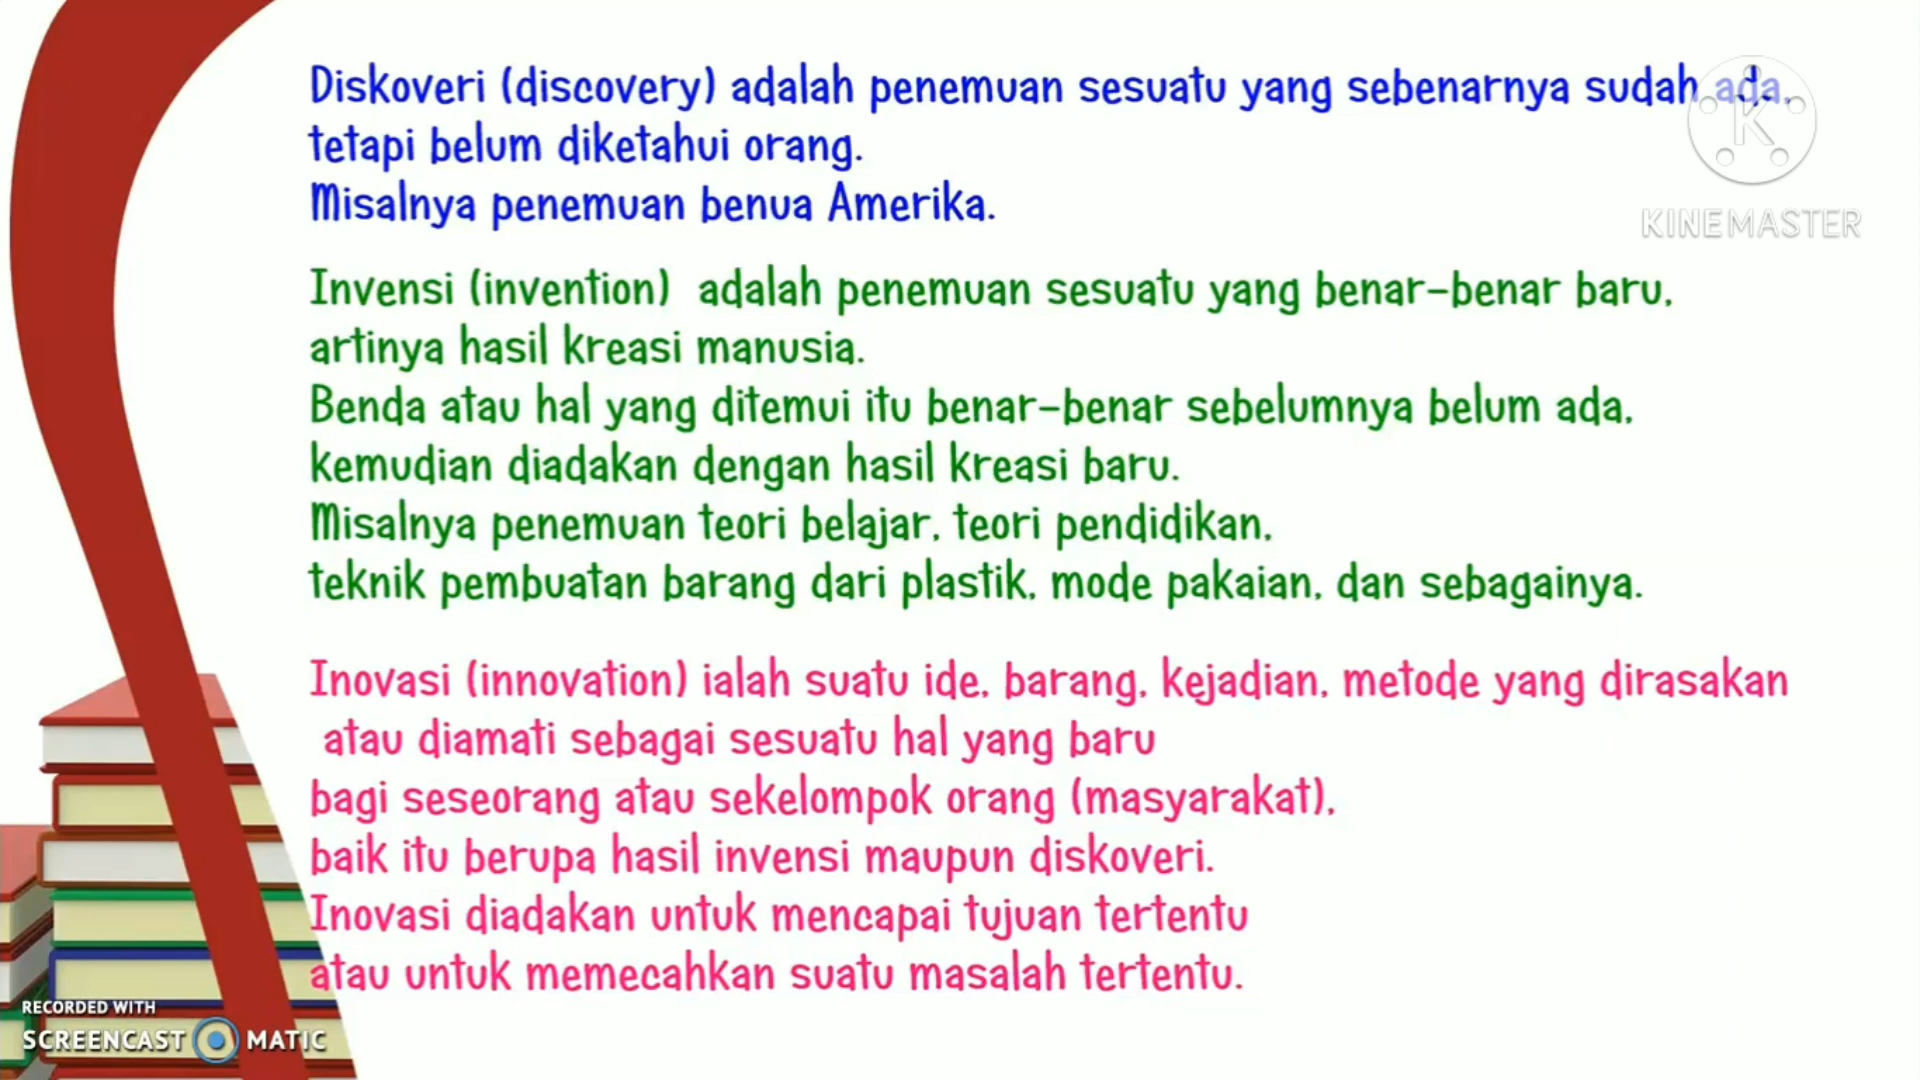 Diskoveri (discovery) adalah penemuan sesuatu yang sebenarnya sudah ada,
tetapi belum diketahui orang.
Misalnya penemuan benua Amerika.
KINEMASTER
Invensi (invention) adalah penemuan sesuatu yang benar-benar baru,
artinya hasil kreasi manusia.
Benda atau hal yang ditemui itu benar-benar sebelumnya belum ada,
kemudian diadakan dengan hasil kreasi baru.
Misalnya penemuan teori belajar, teori pendidikan,
teknik pembuatan barang dari plastik, mode pakaian, dan sebagainya.
Inovasi (innovation) ialah suatu ide, barang, kejadian, metode yang dirasakan
atau diamati sebagai sesuatu hal yang baru
bagi seseorang atau sekelompok orang (masyarakat),
baik itu berupa hasil invensi maupun diskoveri.
Inovasi diadakan untuk mencapai tujuan tertentu
atau untuk memecahkan suatu masalah tertentu.
RECORDED WITH
SCREENCAST MATIC